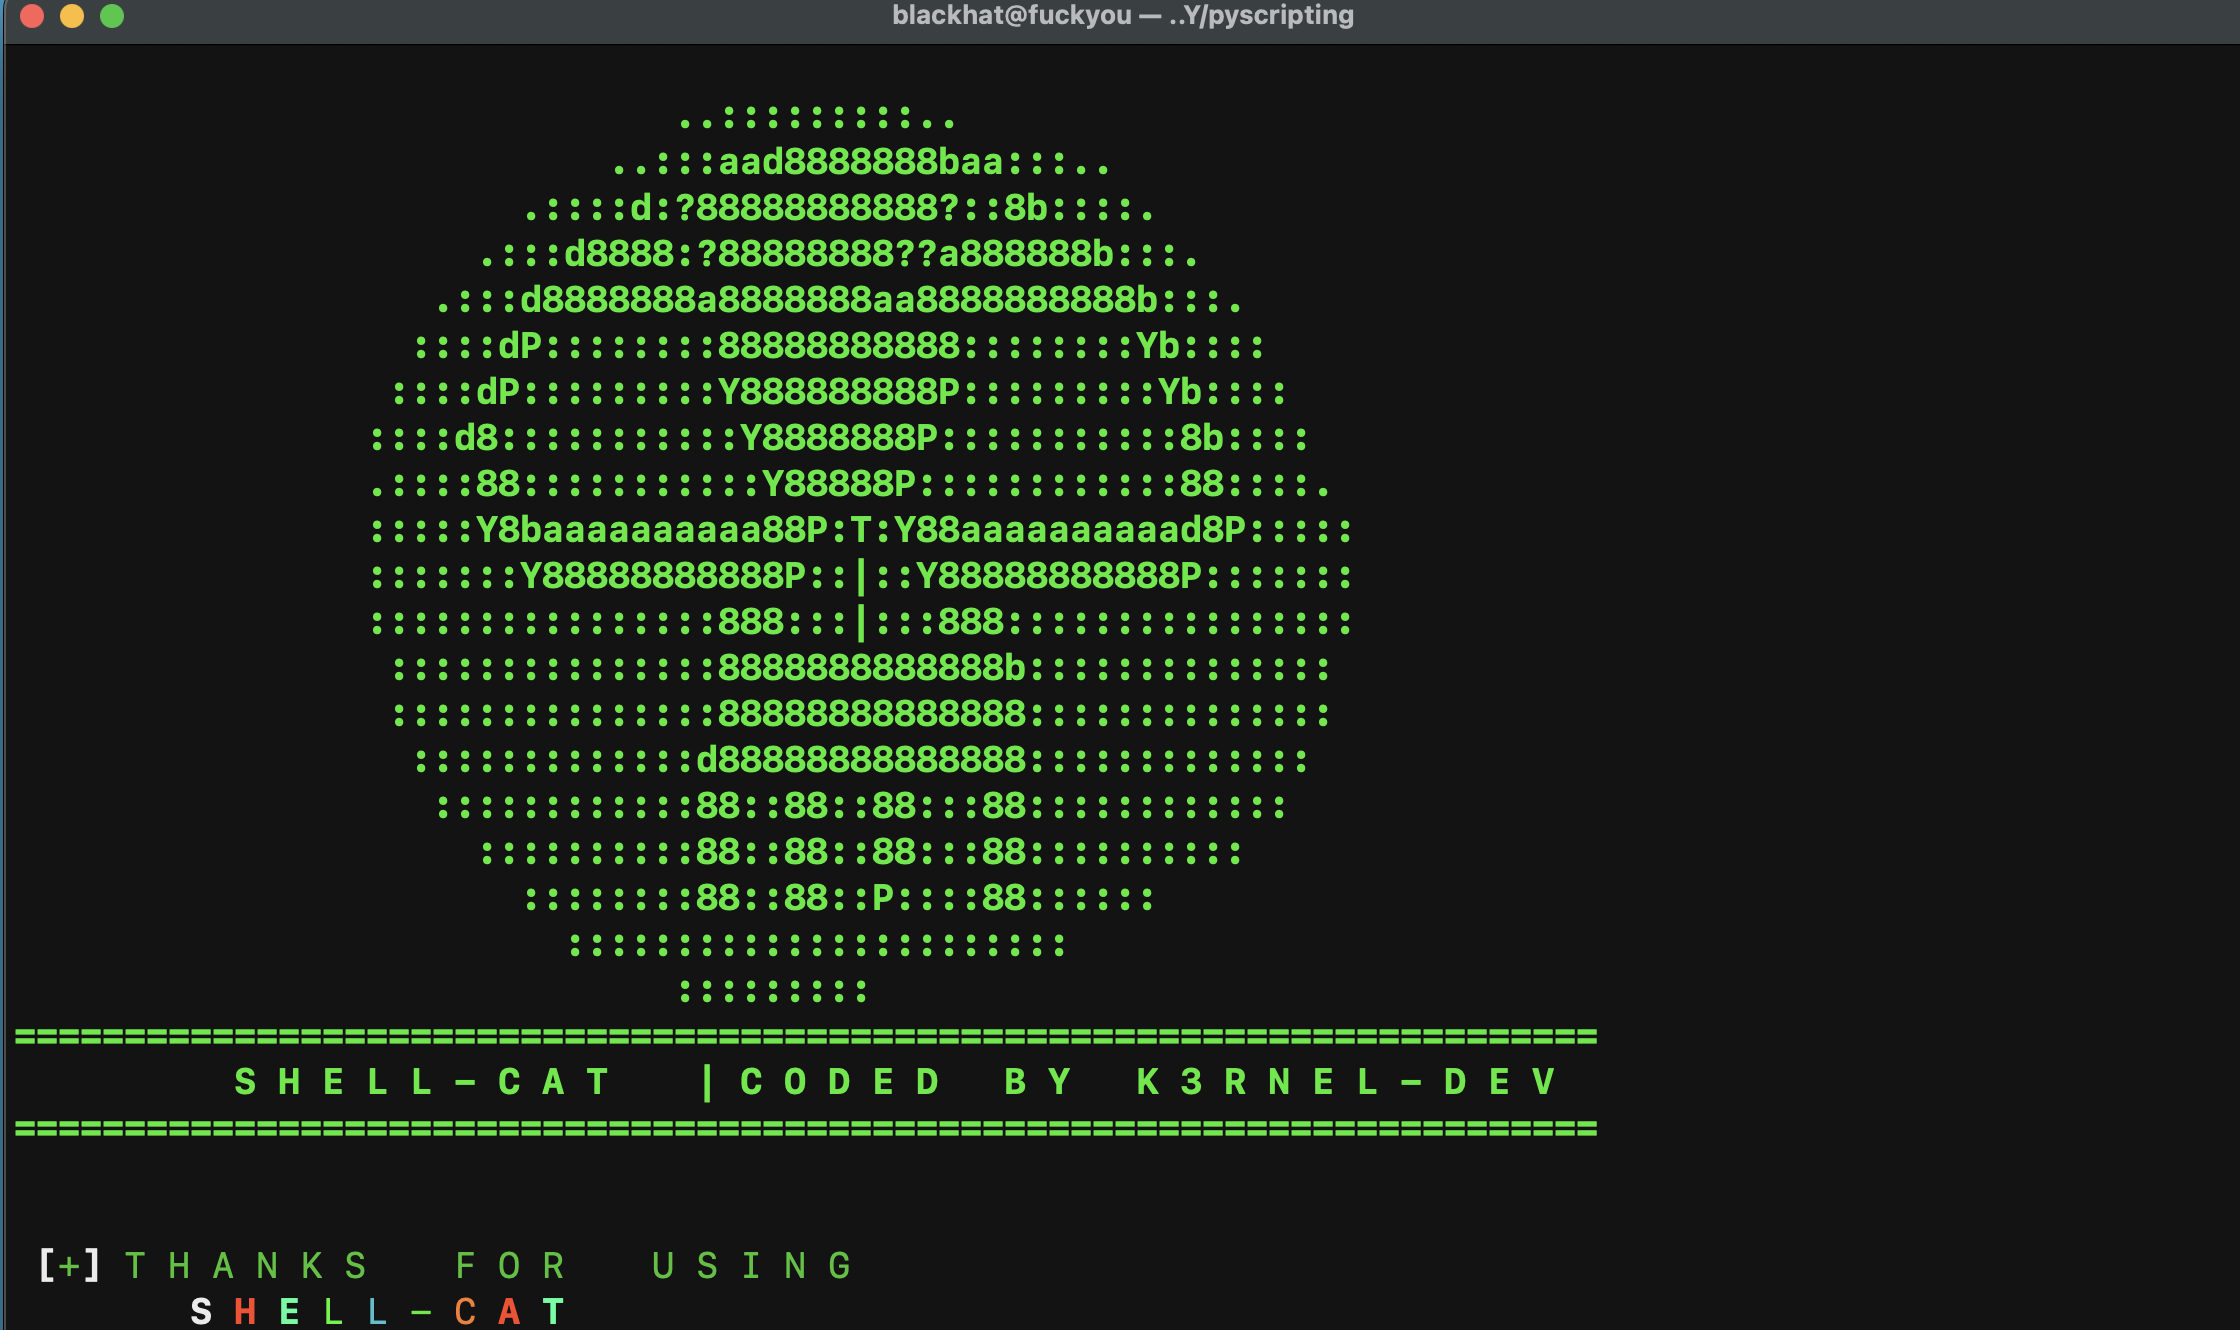 blackhat@fuckyou — ..Y/pyscripting
..:::::::::..
..:::aad8888888baa:::..
.::::d:?88888888888?::8b::::.
.:::d8888:?88888888??a888888b:::.
.:::d8888888a8888888aa8888888888b:::.
::::dP::::::::88888888888::::::::Yb::::
::::dP:::::::::Y888888888P:::::::::Yb::::
::::d8:::::::::::Y8888888P:::::::::::8b::::
.::::88:::::::::::Y88888P::::::::::::88::::.
:::::Y8baaaaaaaaaa88P:T:Y88aaaaaaaaaad8P:::::
:::::::Y88888888888P::|::Y88888888888P:::::::
::::::::::::::::888:::|:::888::::::::::::::::
:::::::::::::::8888888888888b::::::::::::::
:::::::::::::::88888888888888::::::::::::::
:::::::::::::d88888888888888:::::::::::::
::::::::::::88::88::88:::88::::::::::::
::::::::::88::88::88:::88::::::::::
::::::::88::88::P::::88::::::
:::::::::::::::::::::::
:::::::::
========================================================================
S H E L L - C A T | C O D E D B Y K 3 R N E L - D E V
========================================================================
[+] T H A N K S F O R U S I N G
S H E L L - C A T